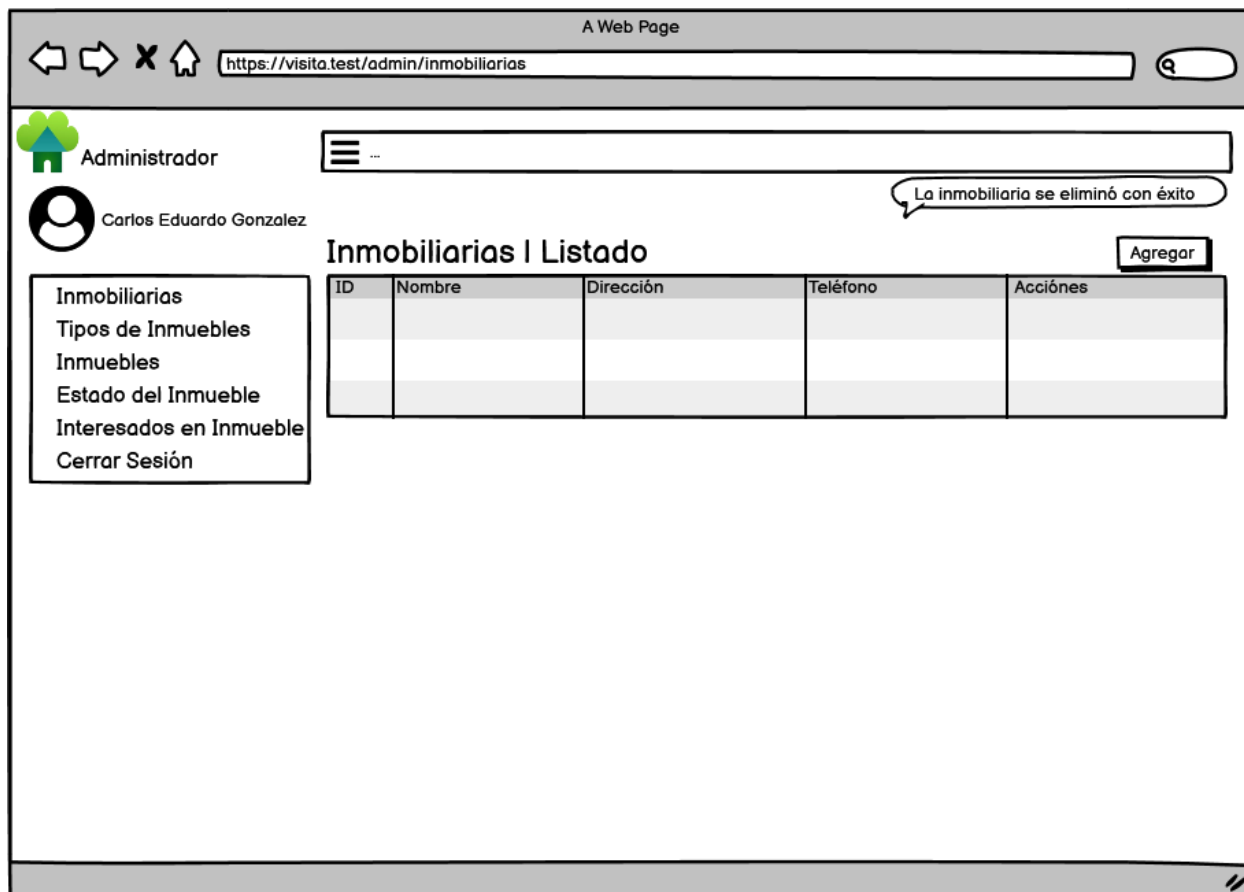 A Web Page
https://visita.test/admin/inmobiliarias
Administrador
...
La inmobiliaria se eliminó con éxito
Carlos Eduardo Gonzalez
Inmobiliarias | Listado
Agregar
ID Nombre Dirección Teléfono Acciónes
Inmobiliarias
Tipos de Inmuebles
Inmuebles
Estado del Inmueble
Interesados en Inmueble
Cerrar Sesión